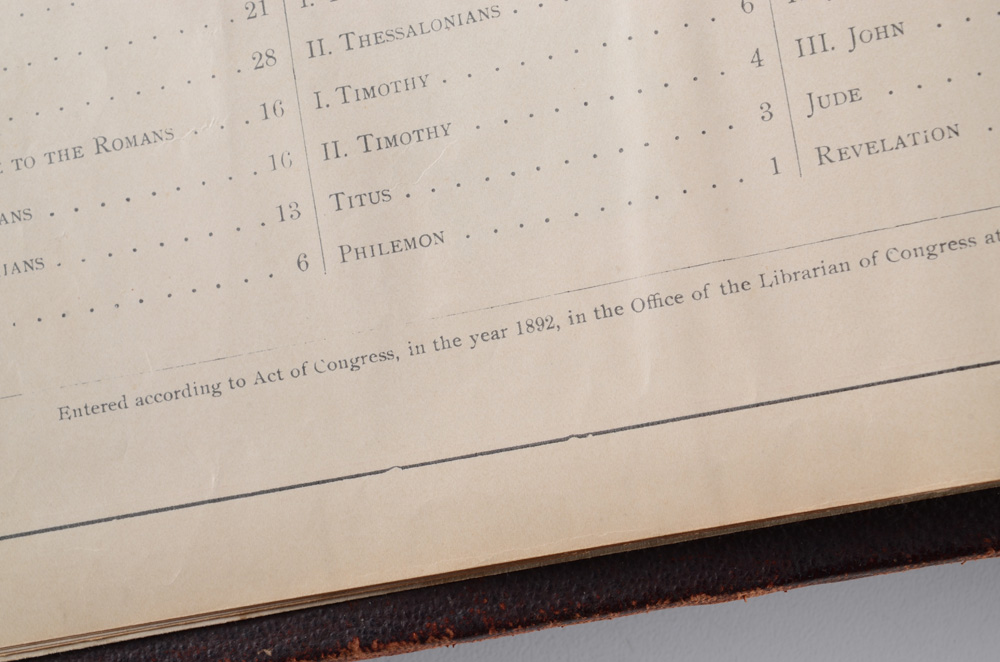 21
28
TO THE ROMANS . . . 16
ANS . . . . . . . . 16
IANS . . . . . . . . 13
. . . . . . . . . 6
I.
II. THESSALONIANS . .
I. TIMOTHY . . . . . . . . . . 6
II. TIMOTHY . . . . . . . . . 4
TITUS . . . . . . . . . . . . 3
PHILEMON . . . . . . . . . . 1
III. JOHN .
JUDE . . .
REVELATION .
Entered according to Act of Congress, in the year 1892, in the Office of the Librarian of Congress at